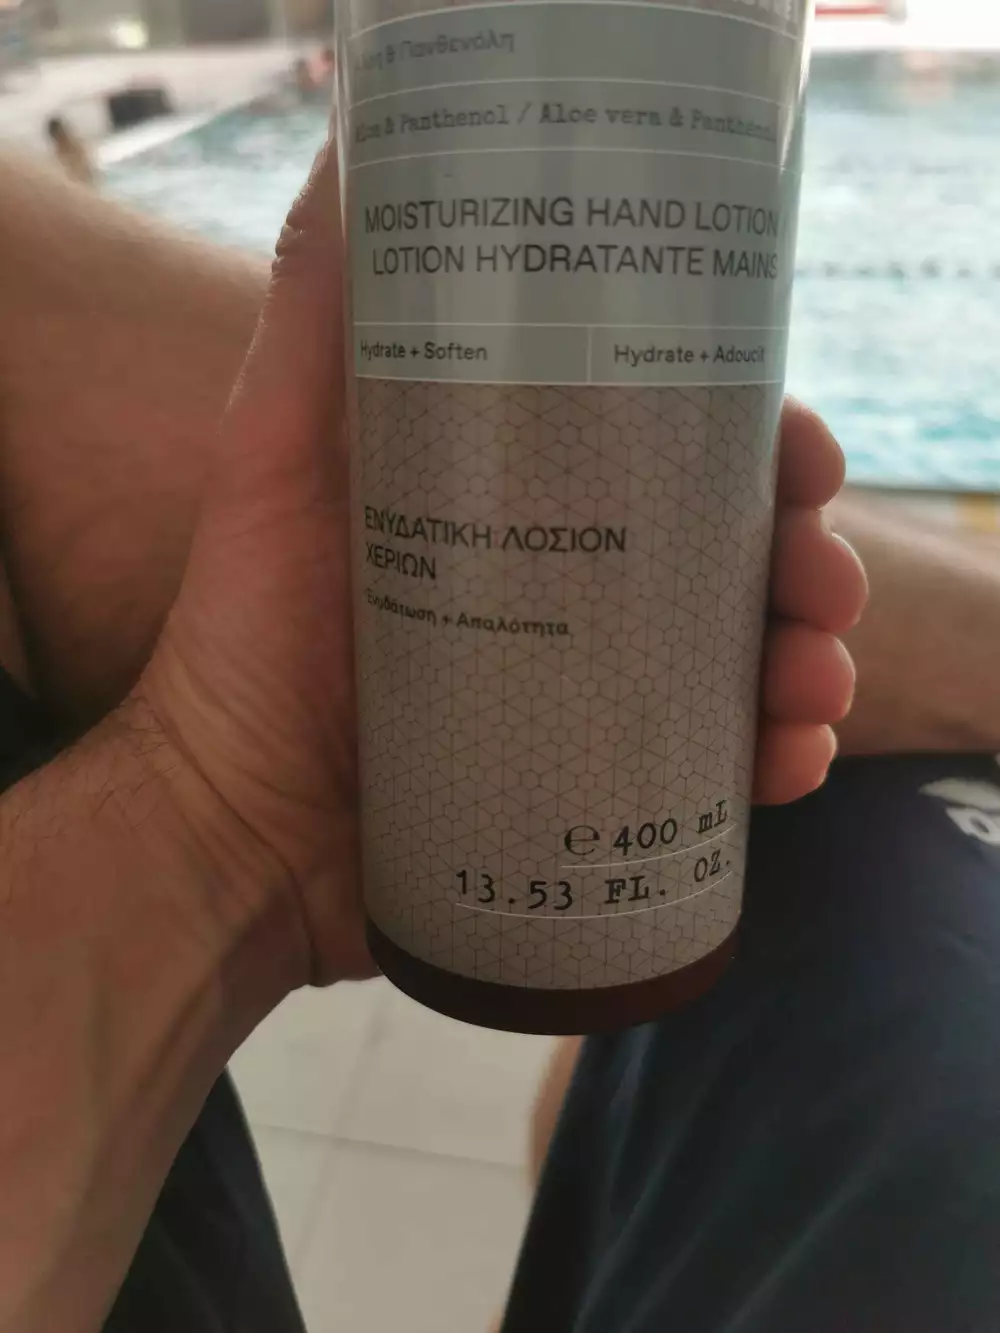 & Πανθενόλη
Aloe & Panthenol / Aloe vera & Panthenol
MOISTURIZING HAND LOTION /
LOTION HYDRATANTE MAINS
Hydrate + Soften
Hydrate + Adoucit
ΕΝΥΔΑΤΙΚΗ ΛΟΣΙΟΝ
ΧΕΡΙΩΝ
Ενυδάτωση + Απαλότητα
℮ 400 mL
13.53 FL. OZ.